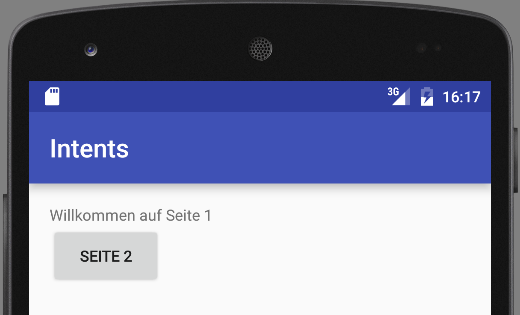 3G 16:17
Intents
Willkommen auf Seite 1
SEITE 2